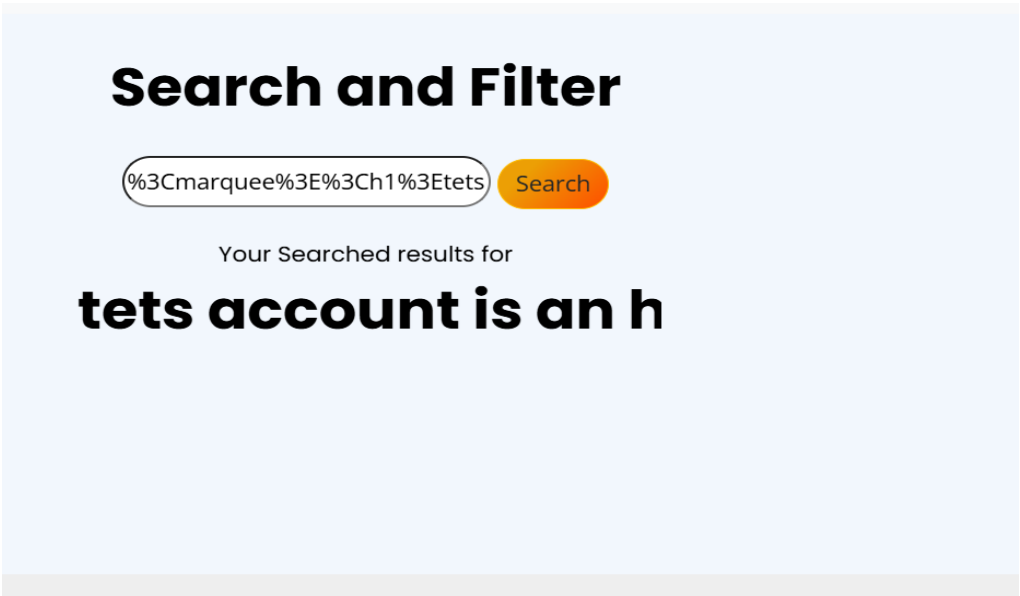 Search and Filter
%3Cmarquee%3E%3Ch1%3Etets
Search
Your Searched results for
tets account is an h